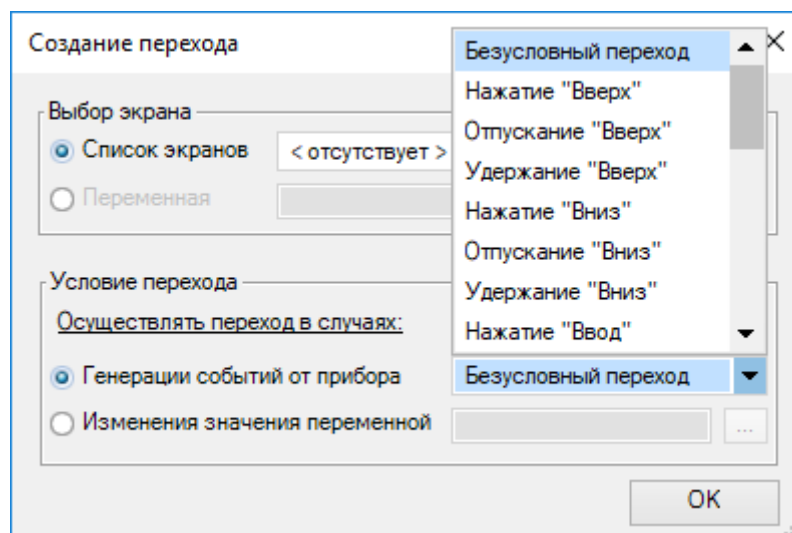 Создание перехода
Безусловный переход
Нажатие "Вверх"
Отпускание "Вверх"
Удержание "Вверх"
Нажатие "Вниз"
Отпускание "Вниз"
Удержание "Вниз"
Нажатие "Ввод"
Выбор экрана
Список экранов < отсутствует >
Переменная
Условие перехода
Осуществлять переход в случаях:
Генерации событий от прибора Безусловный переход
Изменения значения переменной ...
OK